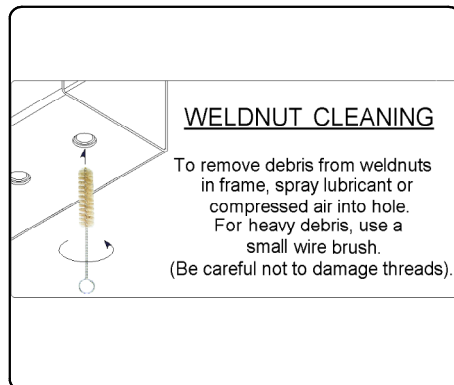 WELDNUT CLEANING
To remove debris from weldnuts
in frame, spray lubricant or
compressed air into hole.
For heavy debris, use a
small wire brush.
(Be careful not to damage threads).